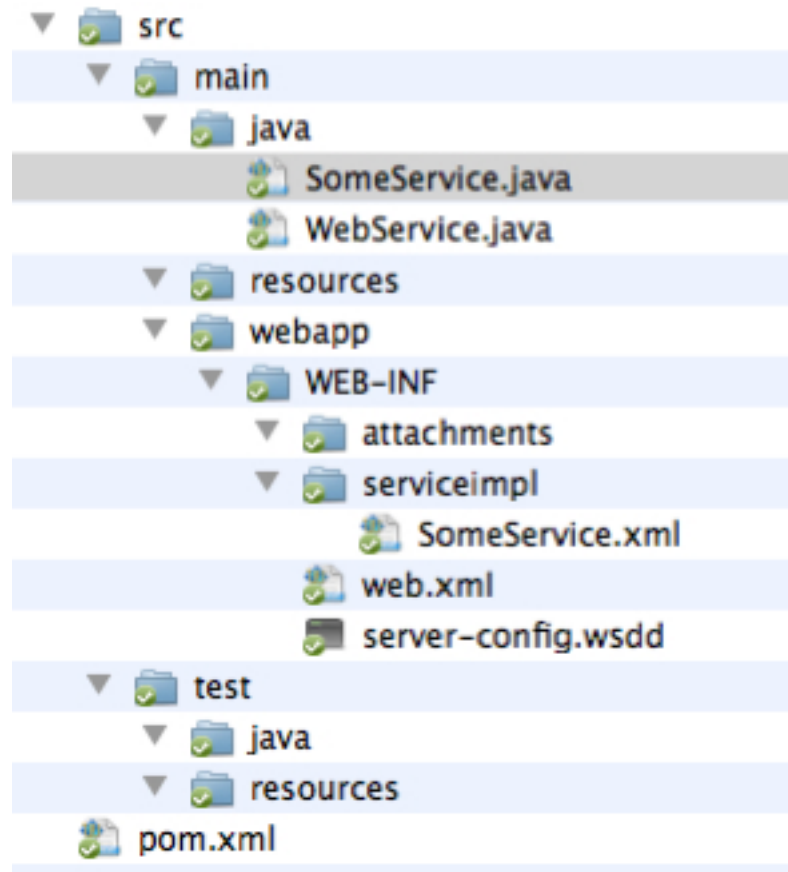 src
main
java
SomeService.java
WebService.java
resources
webapp
WEB-INF
attachments
serviceimpl
SomeService.xml
web.xml
server-config.wsdd
test
java
resources
pom.xml